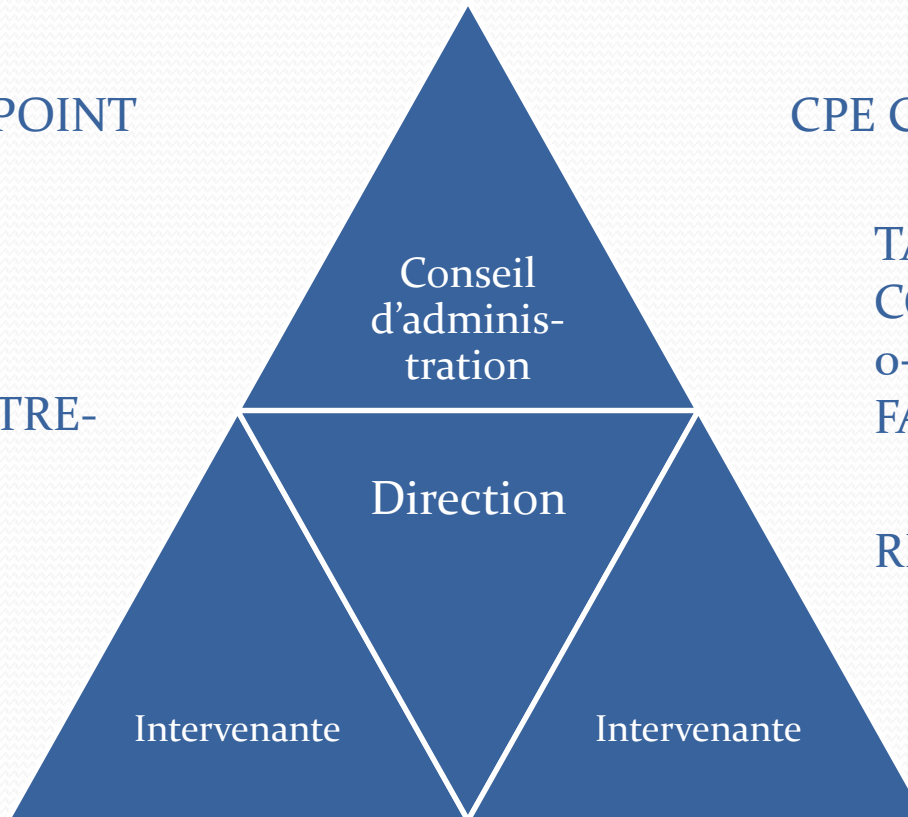 POINT
CPE
Conseil
d'adminis-
tration
TRE-
o-
Direction
Intervenante
Intervenante